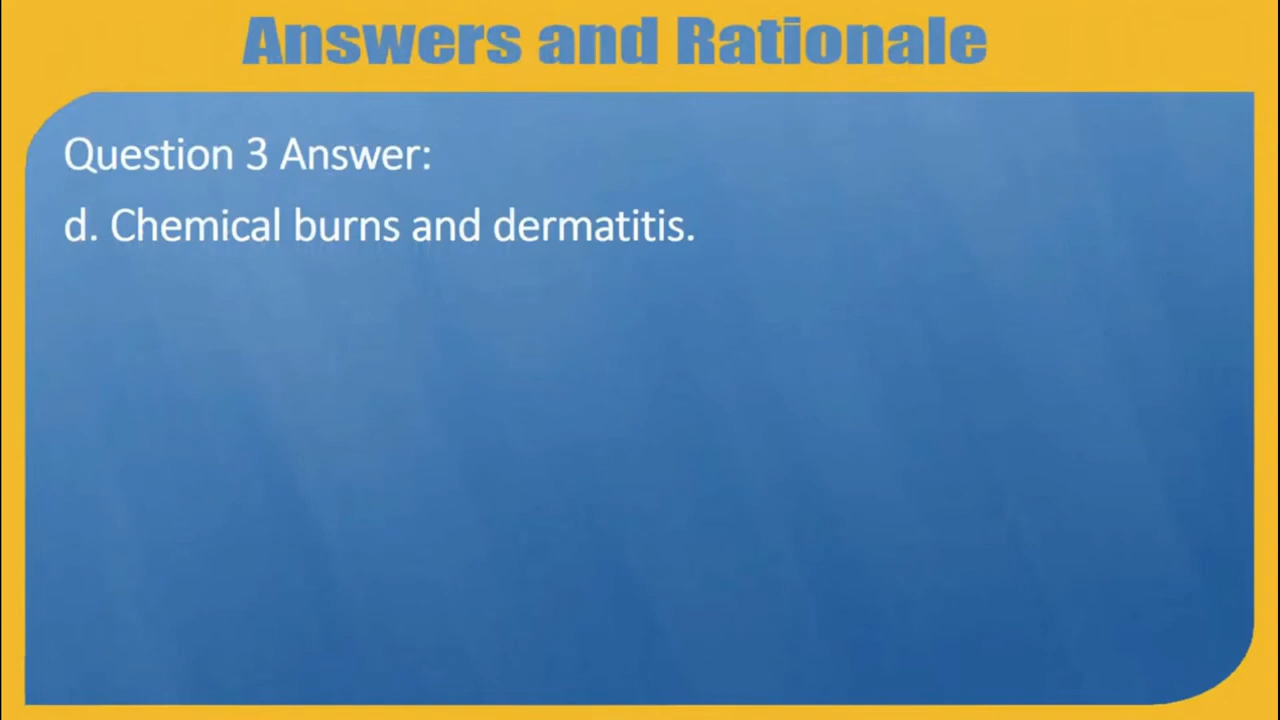 Answers and Rationale
Question 3 Answer:
d. Chemical burns and dermatitis.